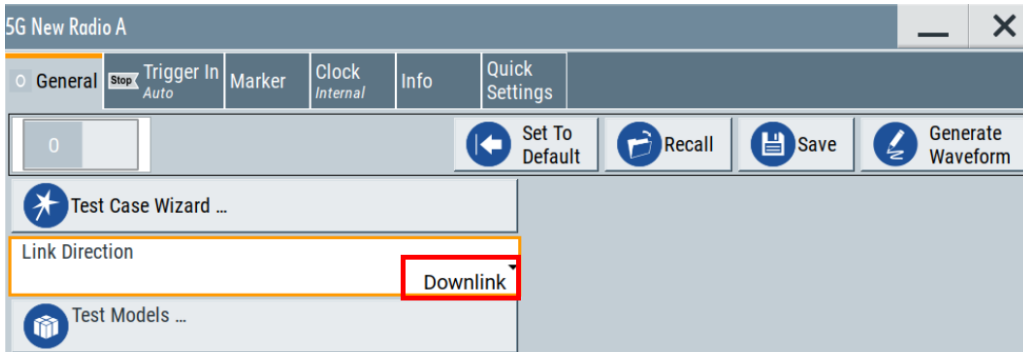 5G New Radio A
0 General Stop Trigger In Auto Marker Clock Internal Info Quick Settings
0 Set To Default Recall Save Generate Waveform
Test Case Wizard ...
Link Direction
Downlink
Test Models ...